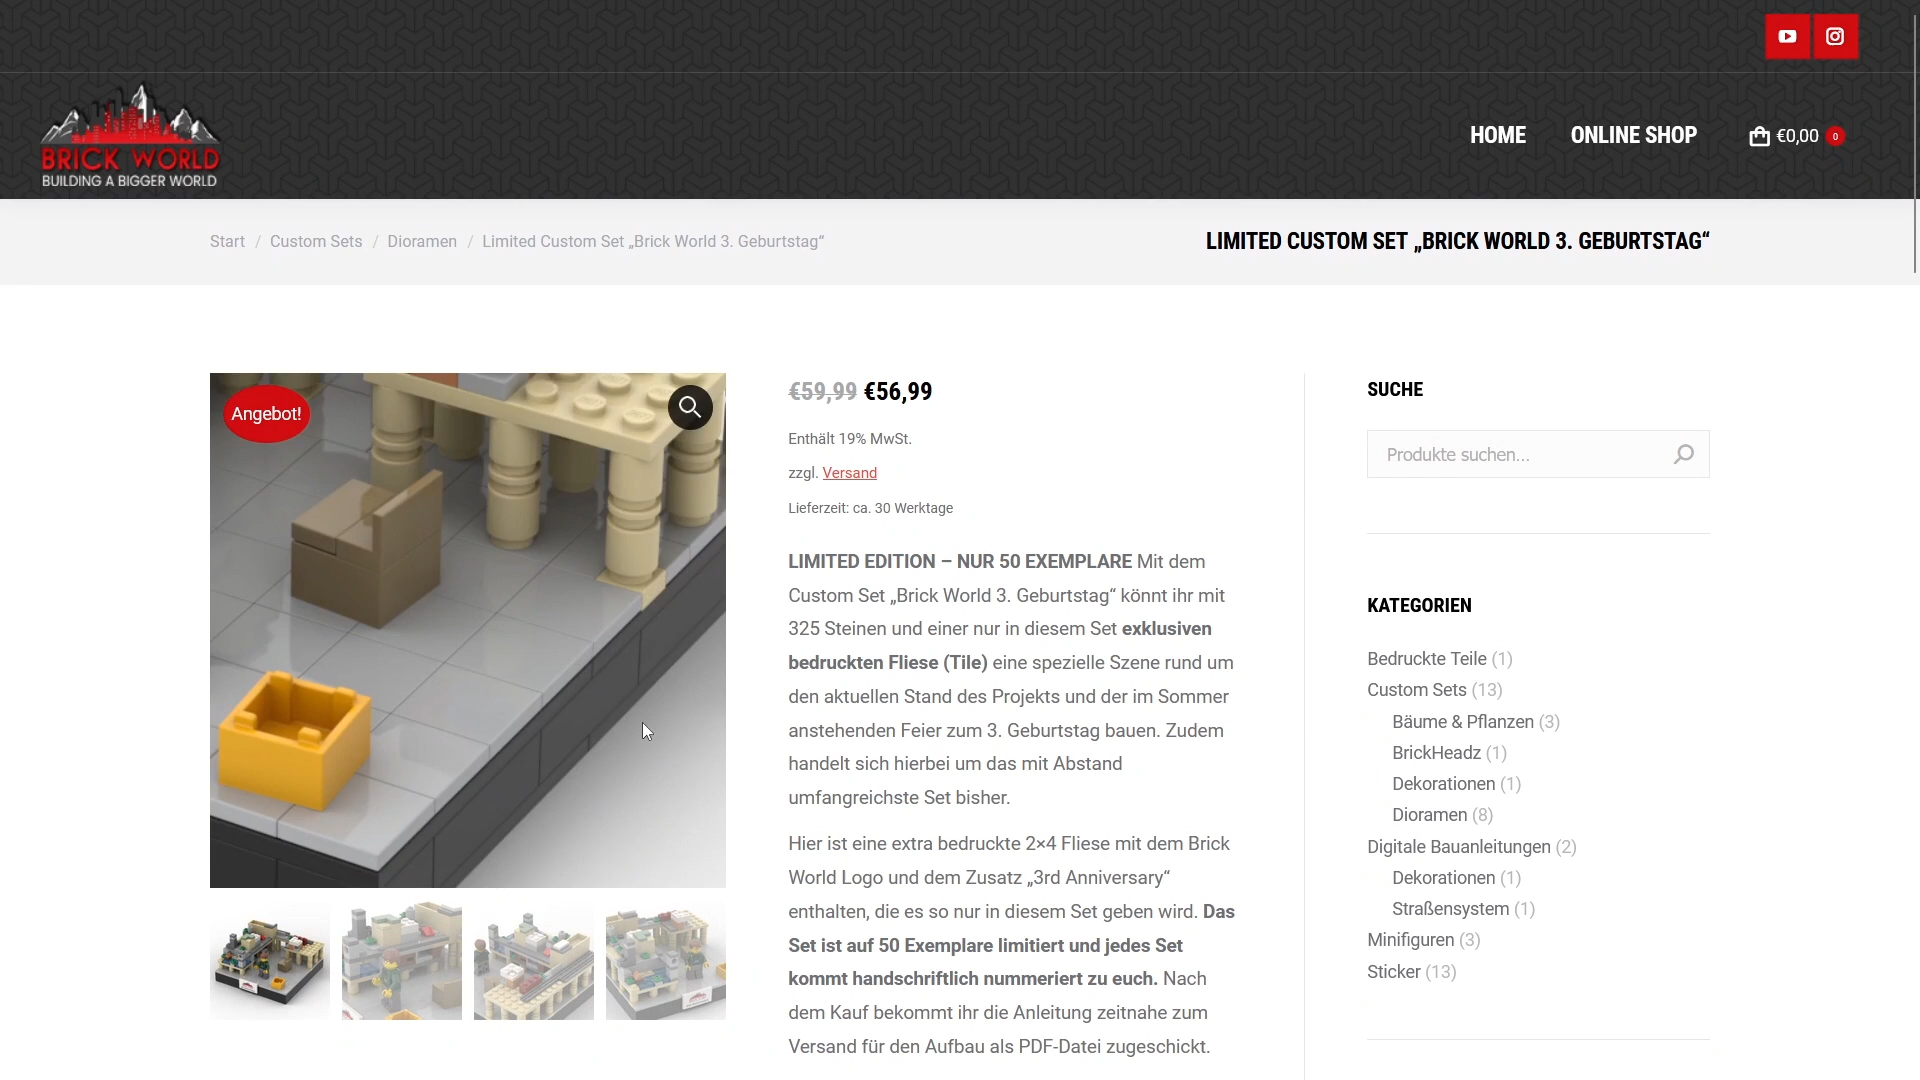 BRICK WORLD
BUILDING A BIGGER WORLD
HOME
ONLINE SHOP
€0,00
0
Start / Custom Sets / Dioramen / Limited Custom Set „Brick World 3. Geburtstag“
LIMITED CUSTOM SET „BRICK WORLD 3. GEBURTSTAG“
Angebot!
€59,99 €56,99
Enthält 19% MwSt.
zzgl. Versand
Lieferzeit: ca. 30 Werktage
LIMITED EDITION – NUR 50 EXEMPLARE Mit dem
Custom Set „Brick World 3. Geburtstag“ könnt ihr mit
325 Steinen und einer nur in diesem Set exklusiven
bedruckten Fliese (Tile) eine spezielle Szene rund um
den aktuellen Stand des Projekts und der im Sommer
anstehenden Feier zum 3. Geburtstag bauen. Zudem
handelt sich hierbei um das mit Abstand
umfangreichste Set bisher.
Hier ist eine extra bedruckte 2×4 Fliese mit dem Brick
World Logo und dem Zusatz „3rd Anniversary“
enthalten, die es so nur in diesem Set geben wird. Das
Set ist auf 50 Exemplare limitiert und jedes Set
kommt handschriftlich nummeriert zu euch. Nach
dem Kauf bekommt ihr die Anleitung zeitnahe zum
Versand für den Aufbau als PDF-Datei zugeschickt.
SUCHE
Produkte suchen...
KATEGORIEN
Bedruckte Teile (1)
Custom Sets (13)
Bäume & Pflanzen (3)
BrickHeadz (1)
Dekorationen (1)
Dioramen (8)
Digitale Bauanleitungen (2)
Dekorationen (1)
Straßensystem (1)
Minifiguren (3)
Sticker (13)